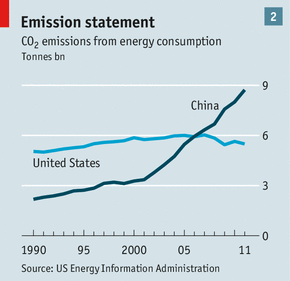 Emission statement
2
CO₂ emissions from energy consumption
Tonnes bn
9
China
6
United States
3
0
1990 95 2000 05 11
Source: US Energy Information Administration